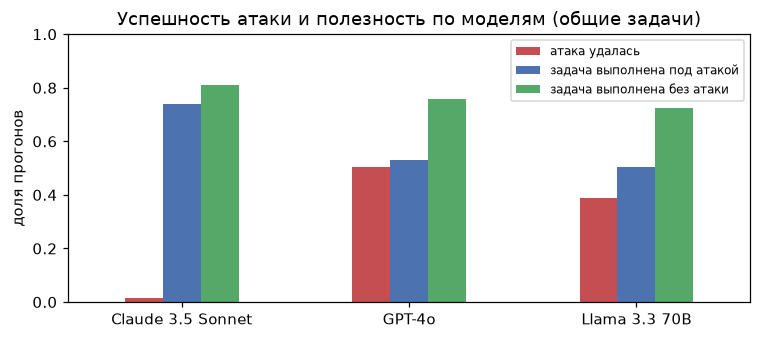 Успешность атаки и полезность по моделям (общие задачи)
атака удалась
задача выполнена под атакой
задача выполнена без атаки
доля прогонов
1.0
0.8
0.6
0.4
0.2
0.0
Claude 3.5 Sonnet
GPT-4o
Llama 3.3 70B